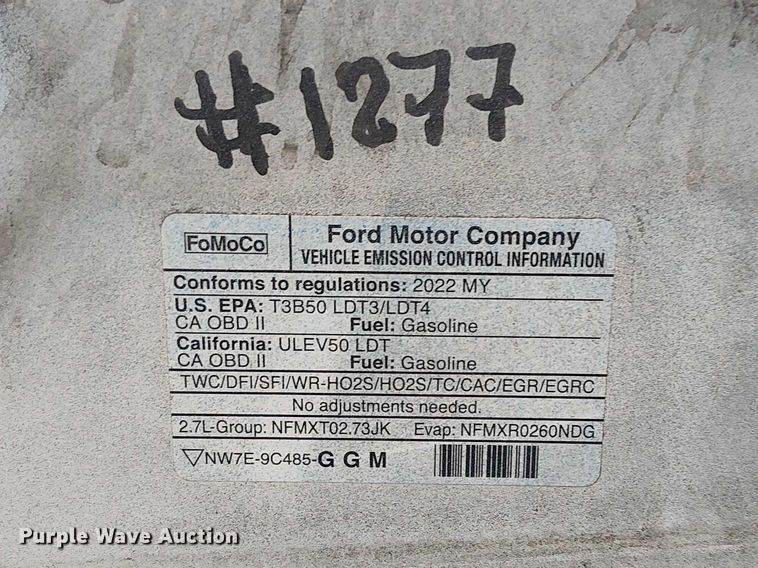 #1277
FoMoCo
Ford Motor Company
VEHICLE EMISSION CONTROL INFORMATION
Conforms to regulations: 2022 MY
U.S. EPA: T3B50 LDT3/LDT4
CA OBD II Fuel: Gasoline
California: ULEV50 LDT
CA OBD II Fuel: Gasoline
TWC/DFI/SFI/WR-HO2S/HO2S/TC/CAC/EGR/EGRC
No adjustments needed.
2.7L-Group: NFMXT02.73JK Evap: NFMXR0260NDG
NW7E-9C485-G G M
Purple Wave Auction